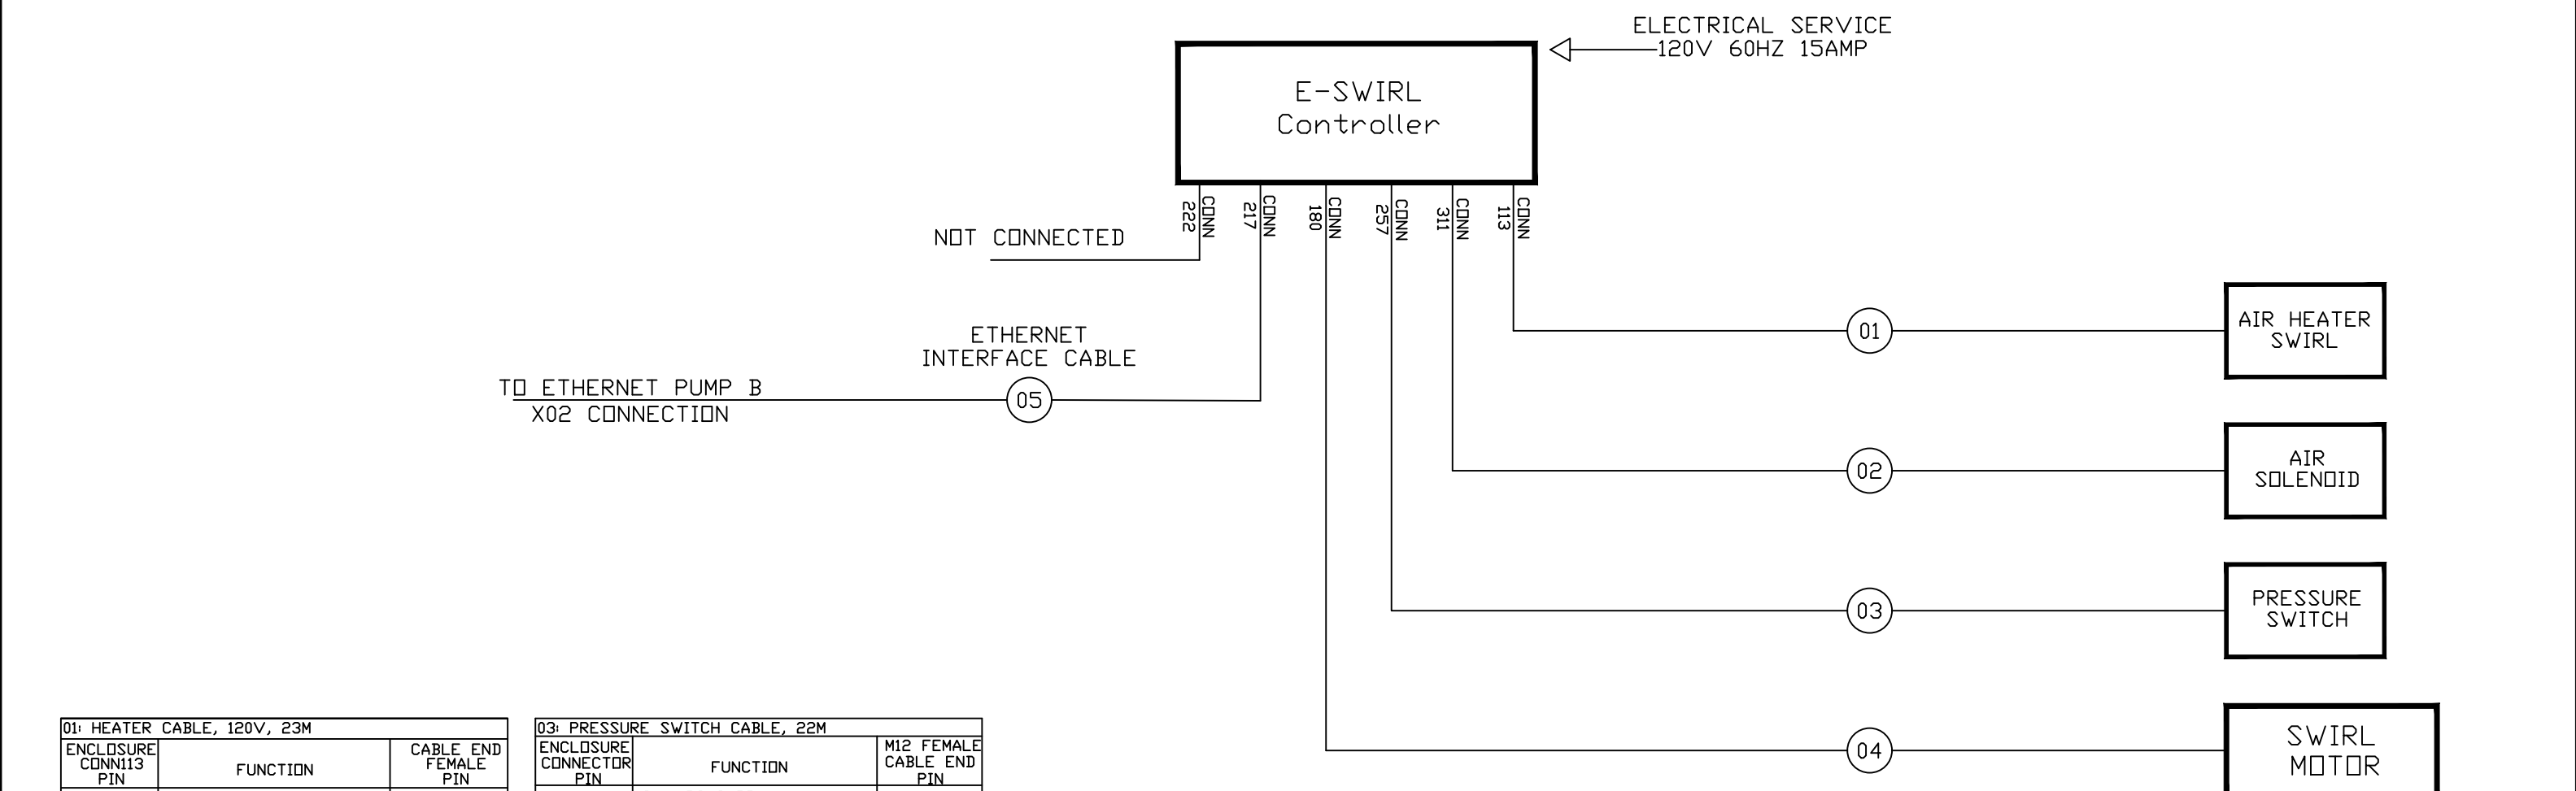 ELECTRICAL SERVICE
120V 60HZ 15AMP
E-SWIRL
Controller
CONN
222
CONN
217
CONN
180
CONN
257
CONN
311
CONN
113
NOT CONNECTED
ETHERNET
INTERFACE CABLE
TO ETHERNET PUMP B
X02 CONNECTION
05
01
AIR HEATER
SWIRL
02
AIR
SOLENOID
03
PRESSURE
SWITCH
04
SWIRL
MOTOR
01: HEATER CABLE, 120V, 23M
ENCLOSURE
CONN113
PIN
FUNCTION
CABLE END
FEMALE
PIN
03: PRESSURE SWITCH CABLE, 22M
ENCLOSURE
CONNECTOR
PIN
FUNCTION
M12 FEMALE
CABLE END
PIN